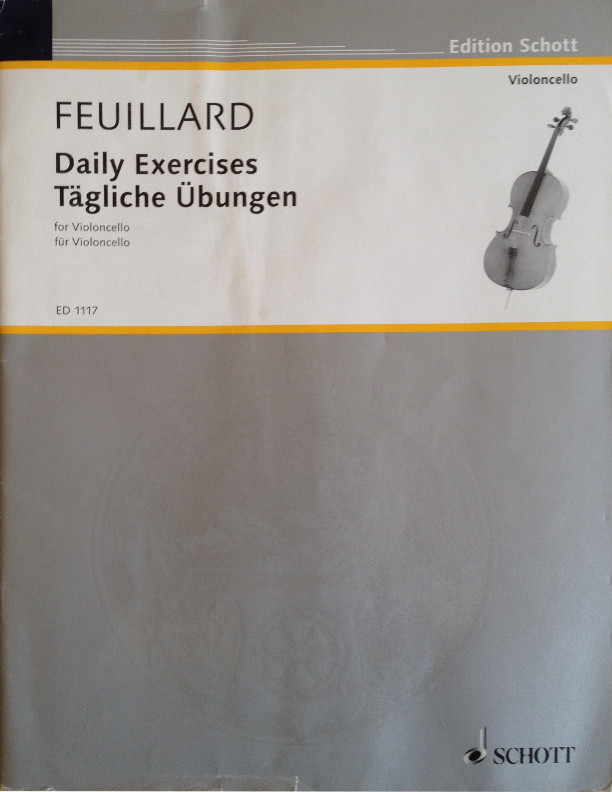 Edition Schott
Violoncello
FEUILLARD
Daily Exercises
Tägliche Übungen
for Violoncello
für Violoncello
ED 1117
SCHOTT